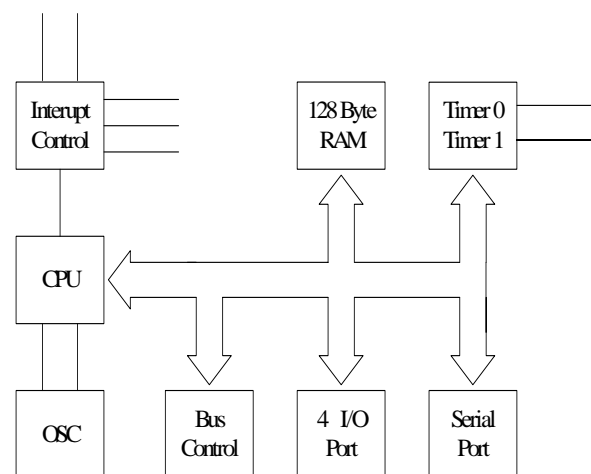 Interupt
Control
128 Byte
RAM
Timer 0
Timer 1
CPU
OSC
Bus
Control
4 I/O
Port
Serial
Port